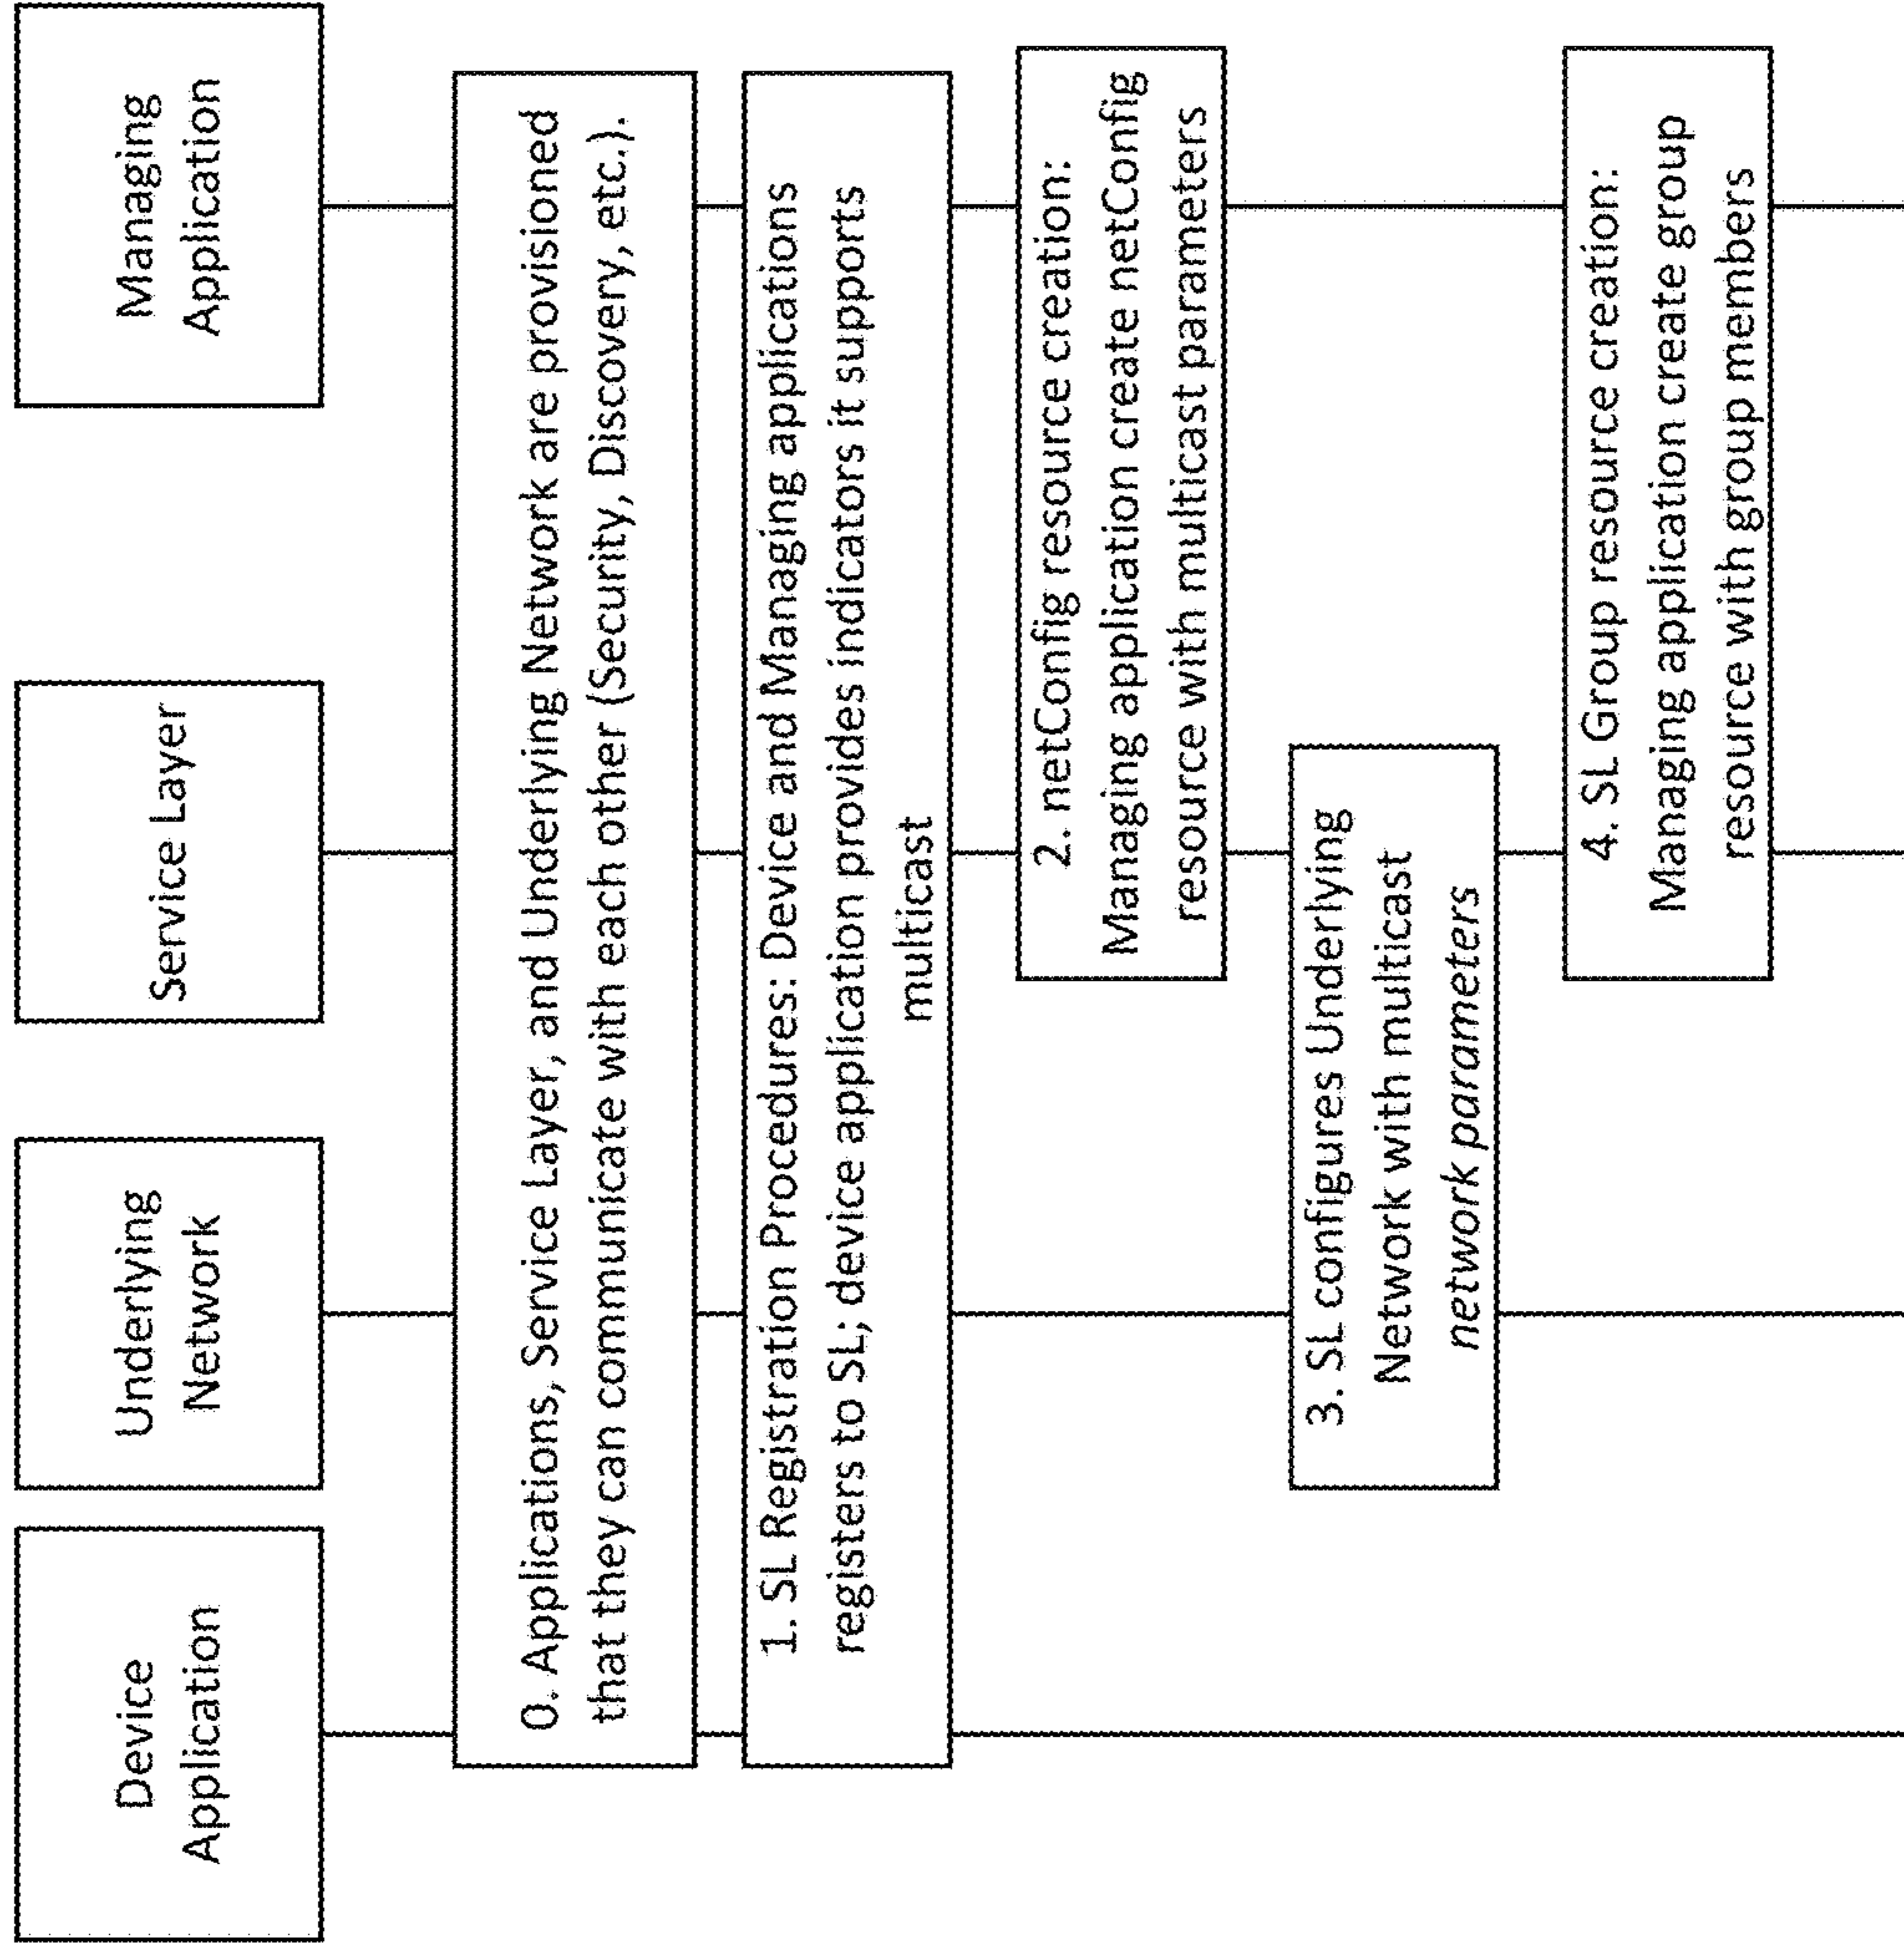 Device
Application
Underlying
Network
Service Layer
Managing
Application
0. Applications, Service Layer, and Underlying Network are provisioned
that they can communicate with each other (Security, Discovery, etc.).
1. SL Registration Procedures: Device and Managing applications
registers to SL; device application provides indicators it supports
multicast
2. netConfig resource creation:
Managing application create netConfig
resource with multicast parameters
3. SL configures Underlying
Network with multicast
network parameters
4. SL Group resource creation:
Managing application create group
resource with group members